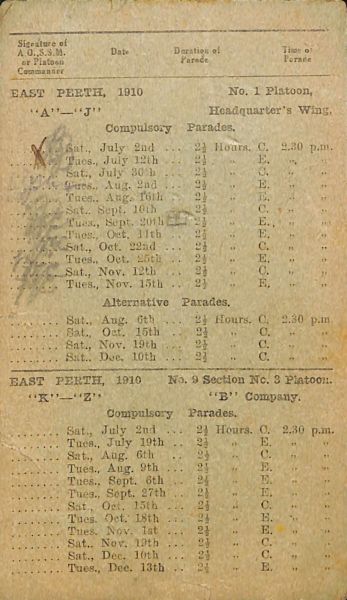 Signature of A.O., S.S.M. or Platoon Commander Date Duration of Parade Time of Parade
EAST PERTH, 1910 No. 1 Platoon,
"A"—"J" Headquarter's Wing.
Compulsory Parades.
Sat., July 2nd ... 2½ Hours. C. 2.30 p.m.
Tues., July 12th ... 2½ „ E. „
Sat., July 30th ... 2½ „ C. „
Tues., Aug. 2nd ... 2½ „ E. „
Tues., Aug. 16th ... 2½ „ E. „
Sat., Sept. 10th ... 2½ „ C. „
Tues., Sept. 20th ... 2½ „ E. „
Tues., Oct. 11th ... 2½ „ E. „
Sat., Oct. 22nd ... 2½ „ C. „
Tues., Oct. 25th ... 2½ „ E. „
Sat., Nov. 12th ... 2½ „ C. „
Tues., Nov. 15th ... 2½ „ E. „
Alternative Parades.
Sat., Aug. 6th ... 2½ Hours. C. 2.30 p.m.
Sat., Oct. 15th ... 2½ „ C. „
Sat., Nov. 19th ... 2½ „ C. „
Sat., Dec. 10th ... 2½ „ C. „
EAST PERTH, 1910 No. 9 Section No. 3 Platoon.
"K"—"Z" "B" Company.
Compulsory Parades.
Sat., July 2nd ... 2½ Hours. C. 2.30 p.m.
Tues., July 19th ... 2½ „ E. „
Sat., Aug. 6th ... 2½ „ C. „
Tues., Aug. 9th ... 2½ „ E. „
Tues., Sept. 6th ... 2½ „ E. „
Tues., Sept. 27th ... 2½ „ E. „
Sat., Oct. 15th ... 2½ „ C. „
Tues. Oct. 18th ... 2½ „ E. „
Tues. Nov. 1st ... 2½ „ E. „
Sat., Nov. 19th ... 2½ „ C. „
Sat., Dec. 10th ... 2½ „ C. „
Tues., Dec. 13th ... 2½ „ E. „